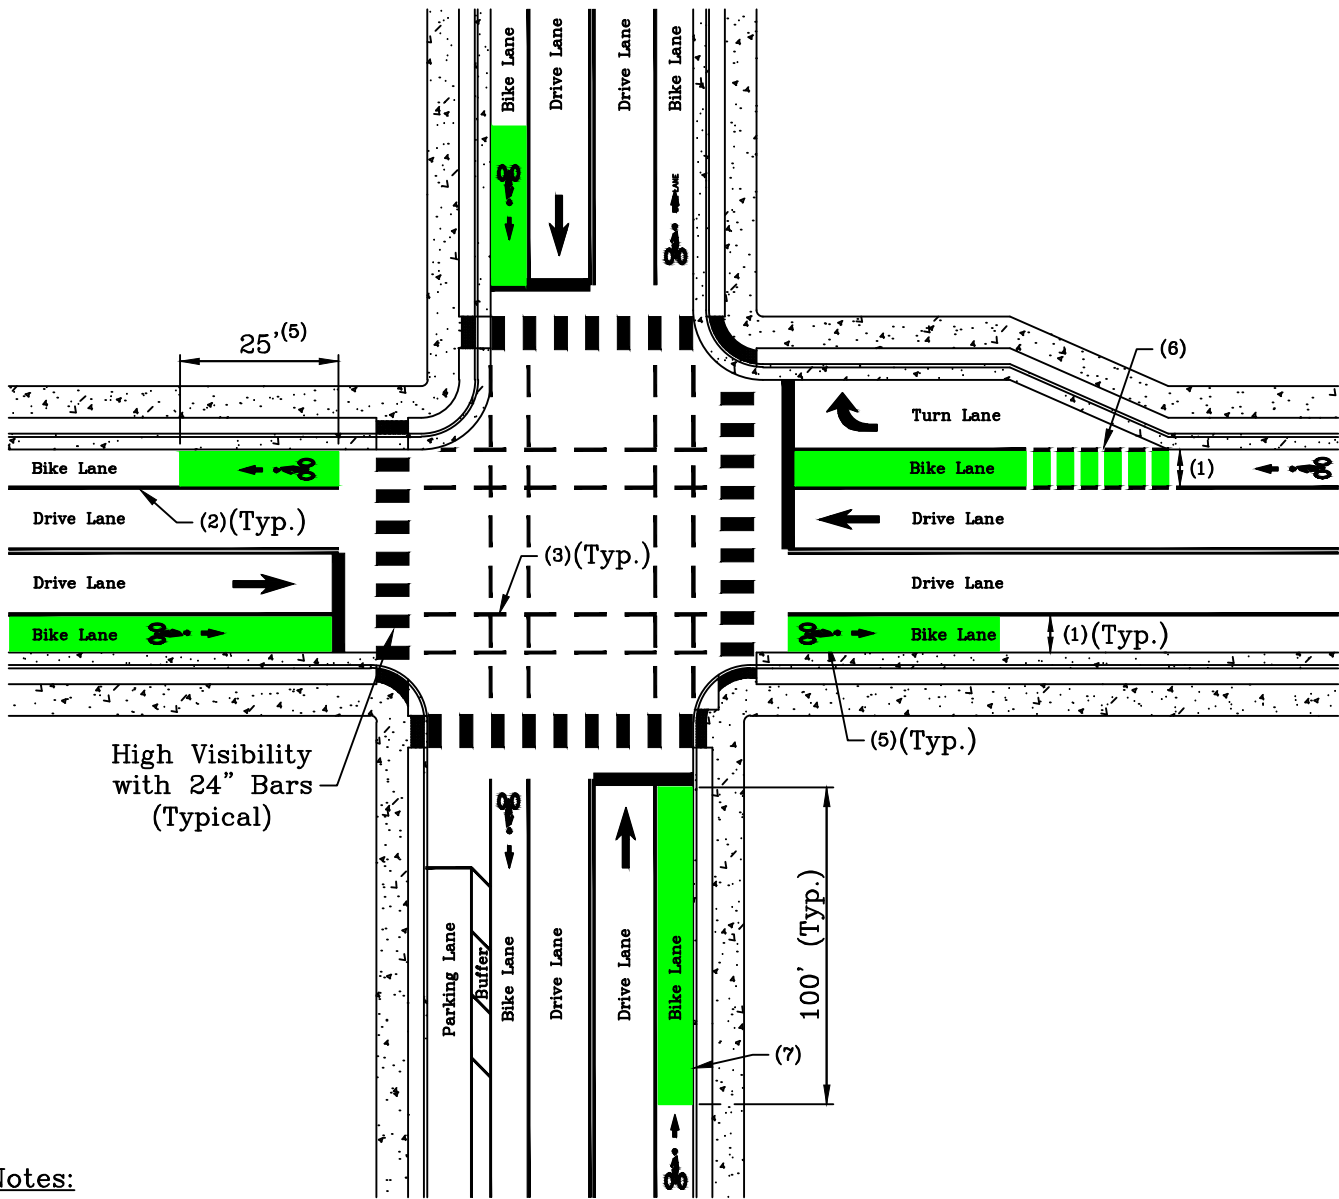 Bike Lane
Drive Lane
Drive Lane
Bike Lane
LANE
25'(5)
(6)
Turn Lane
Bike Lane
Bike Lane
(1)
(2)(Typ.)
Drive Lane
Drive Lane
(3)(Typ.)
Drive Lane
Drive Lane
Bike Lane
Bike Lane
(1)(Typ.)
(5)(Typ.)
High Visibility
with 24" Bars
(Typical)
Parking Lane
Buffer
Bike Lane
Drive Lane
Drive Lane
Bike Lane
100' (Typ.)
(7)
Notes: